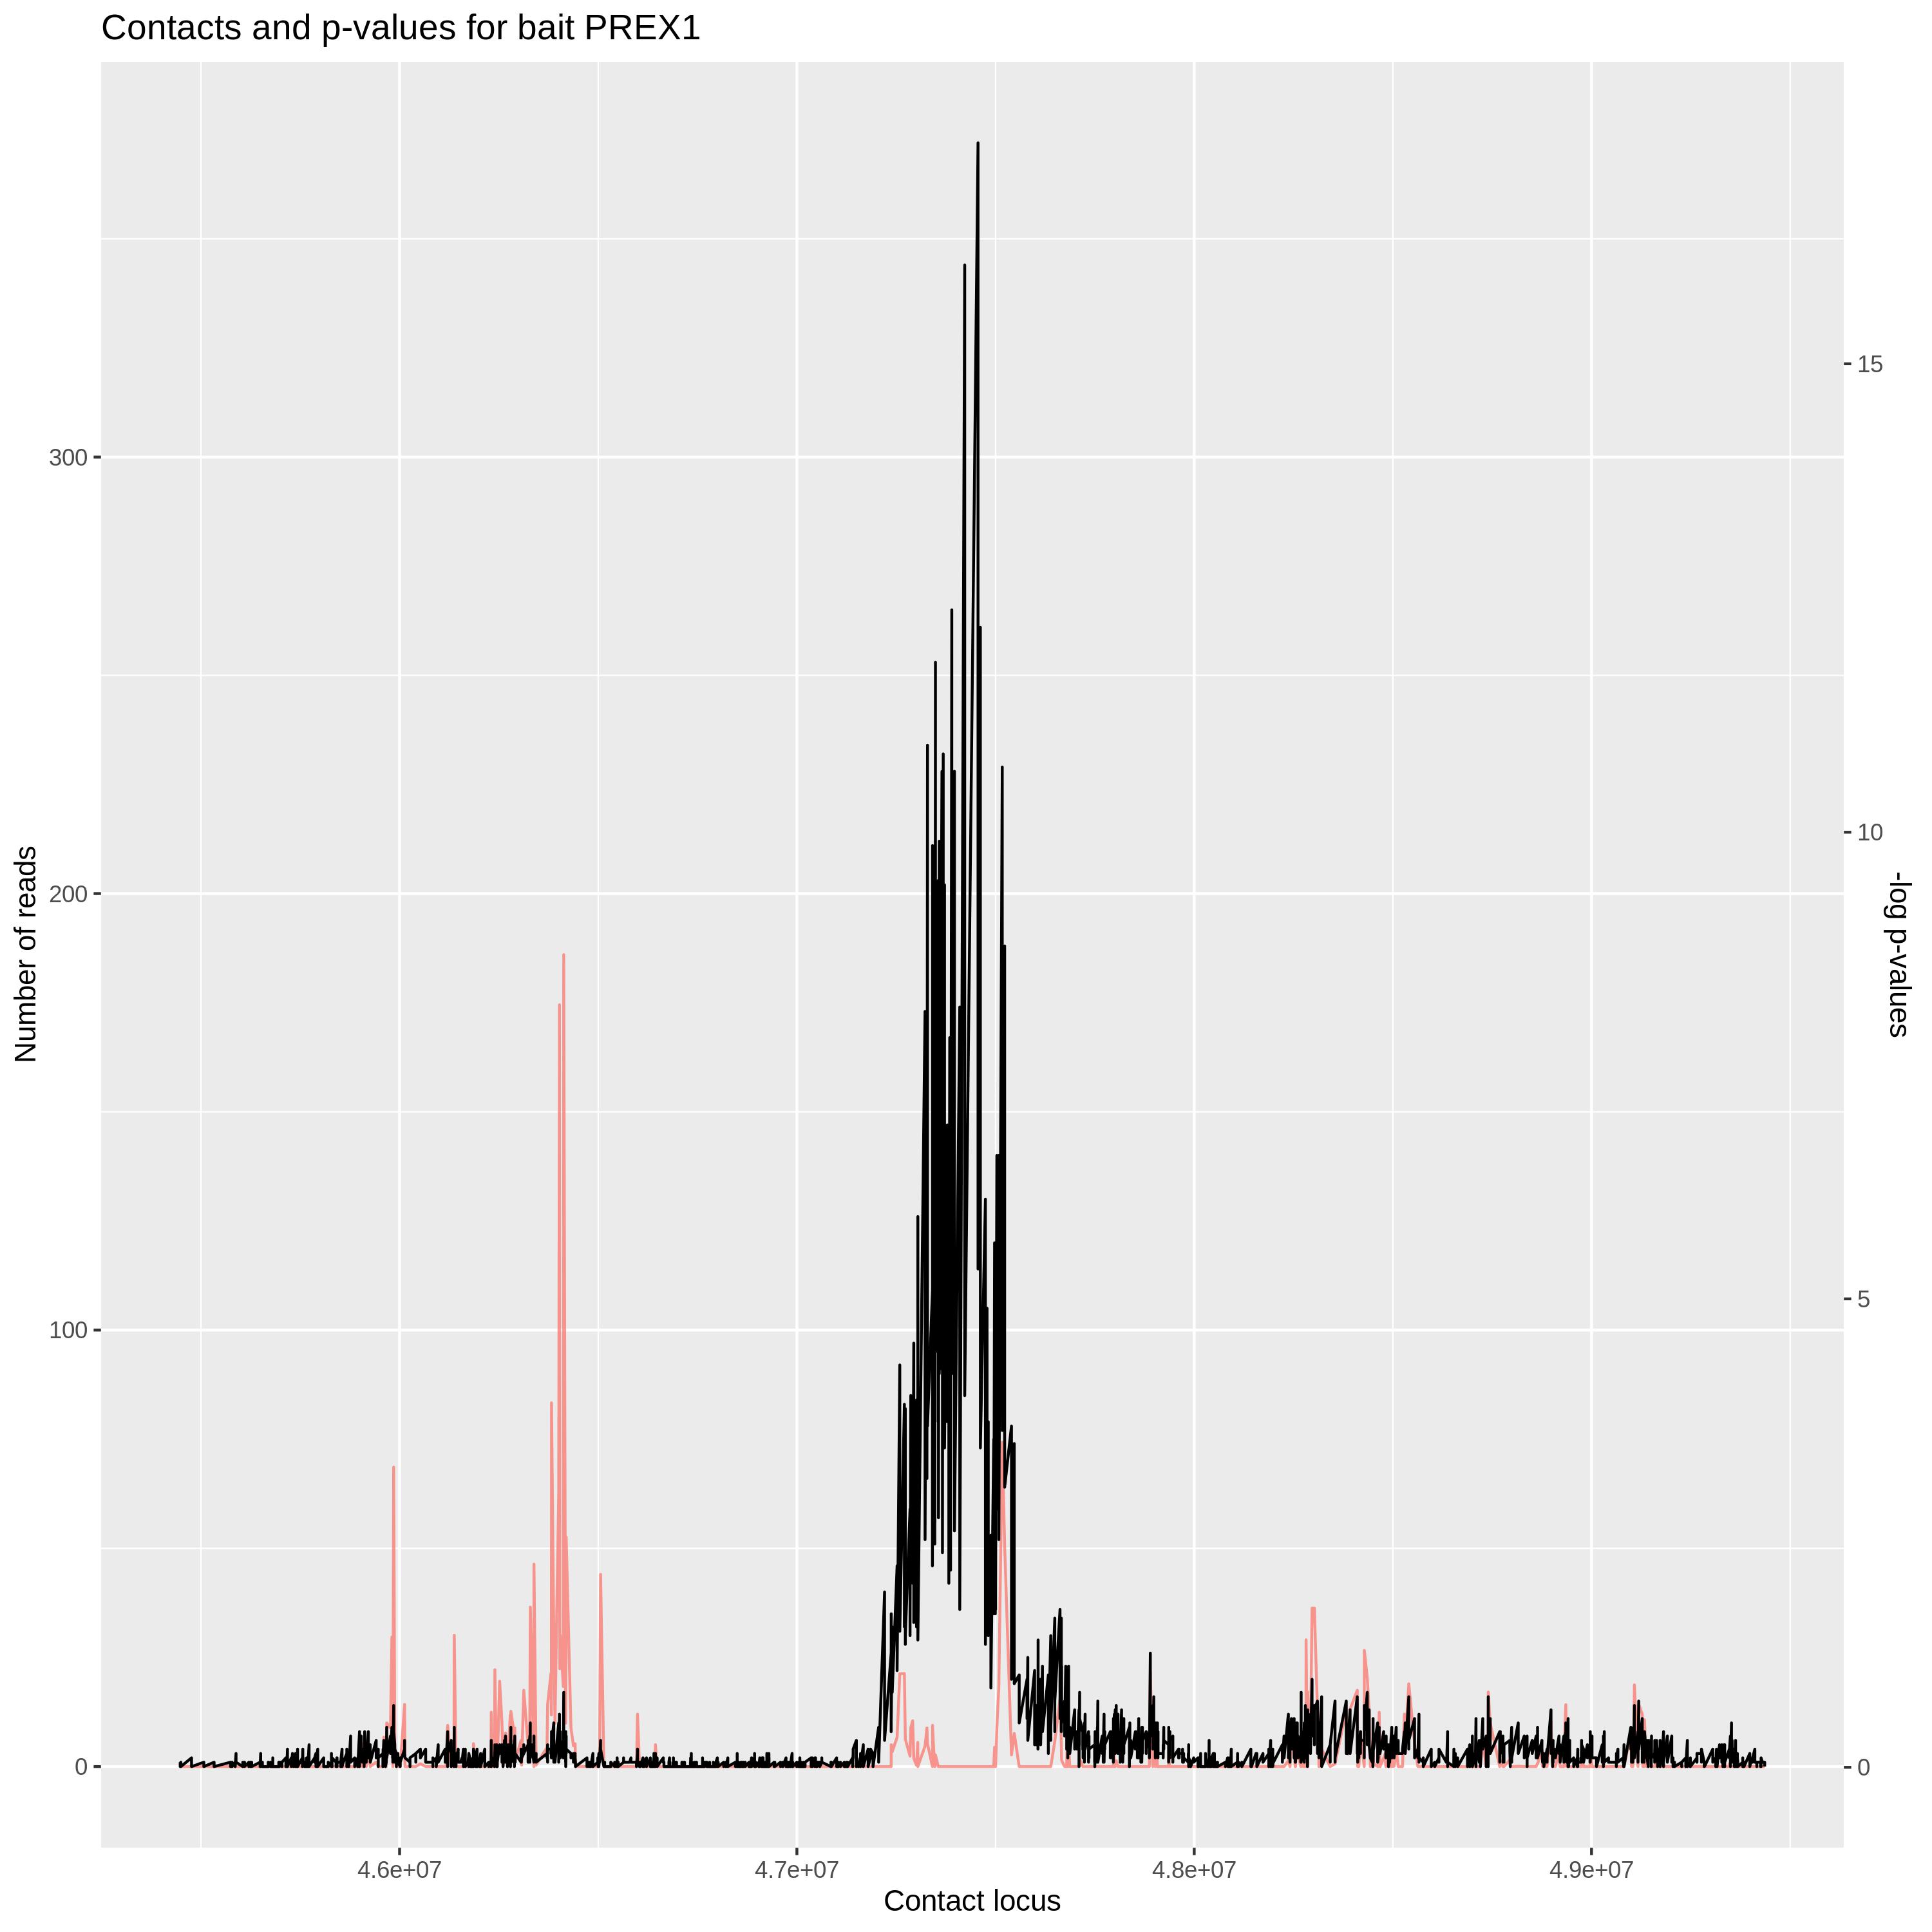 Contacts and p-values for bait PREX1
Number of reads
300
200
100
0
15
10
5
0
-log p-values
4.6e+07 4.7e+07 4.8e+07 4.9e+07
Contact locus